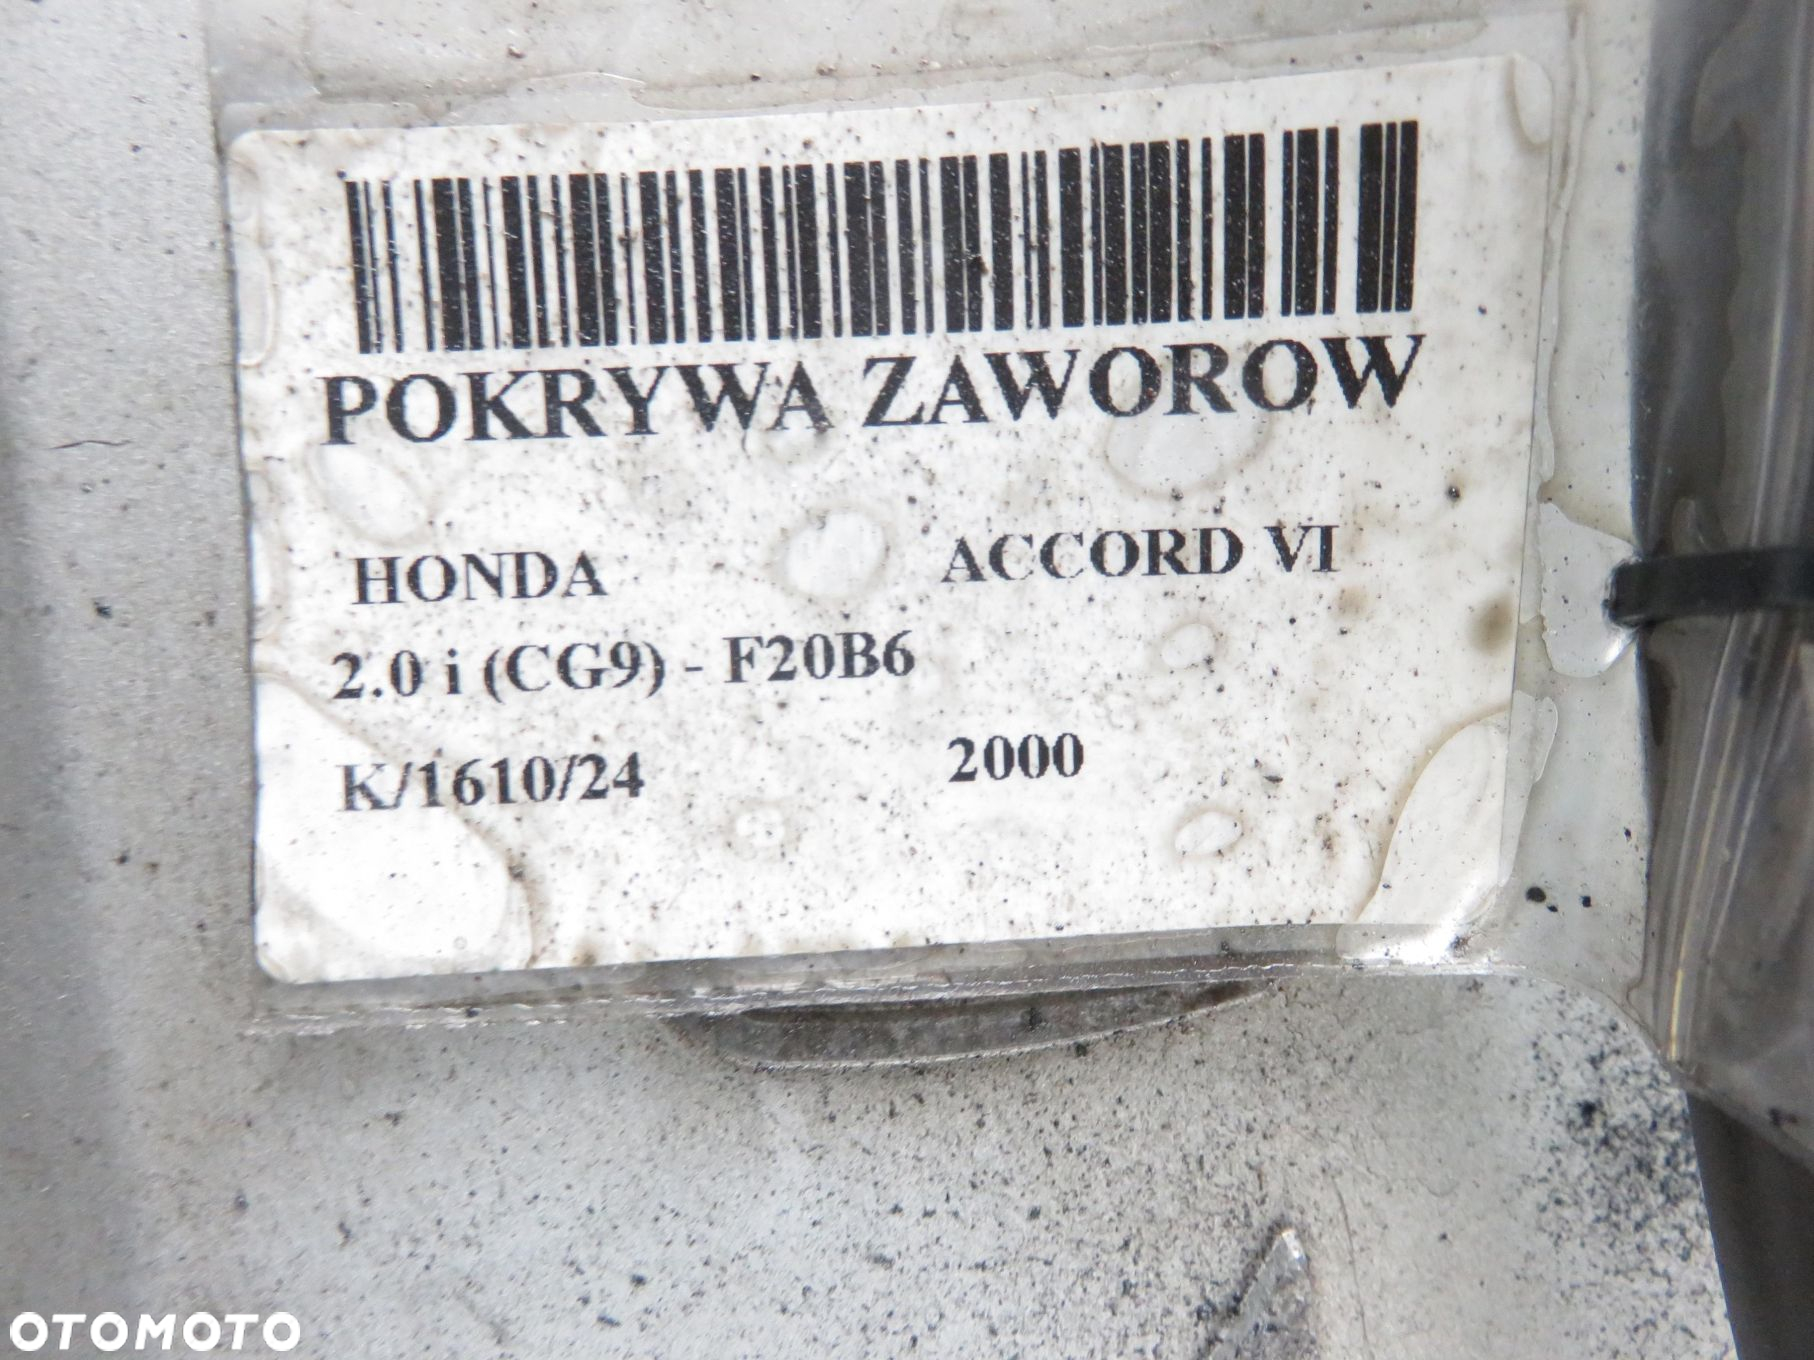 POKRYWA ZAWOROW
HONDA ACCORD VI
2.0 i (CG9) - F20B6
K/1610/24 2000
OTOMOTO